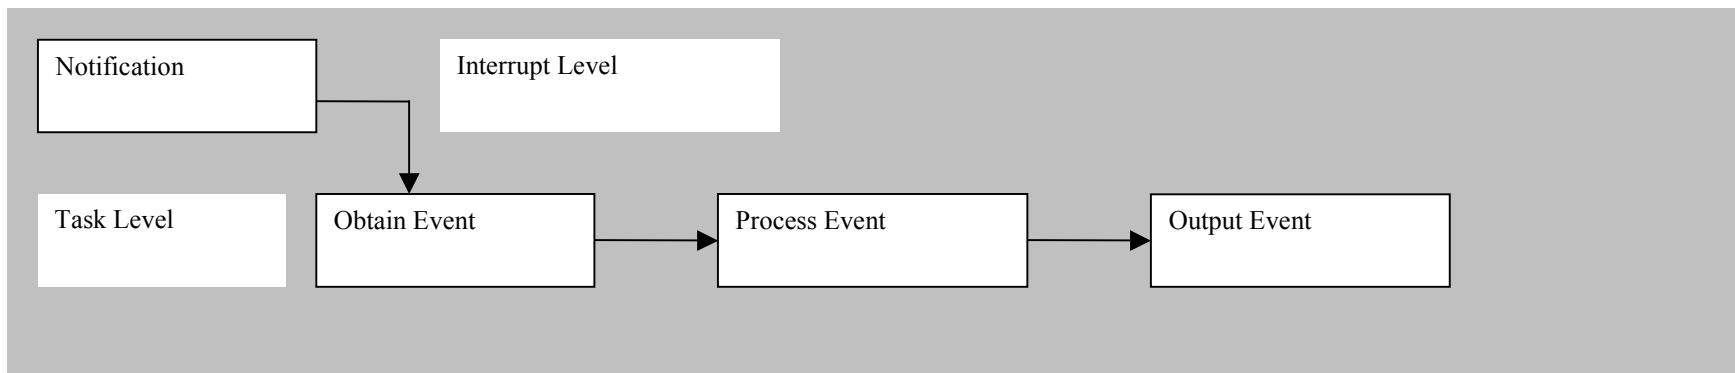 Notification
Interrupt Level
Task Level
Obtain Event
Process Event
Output Event